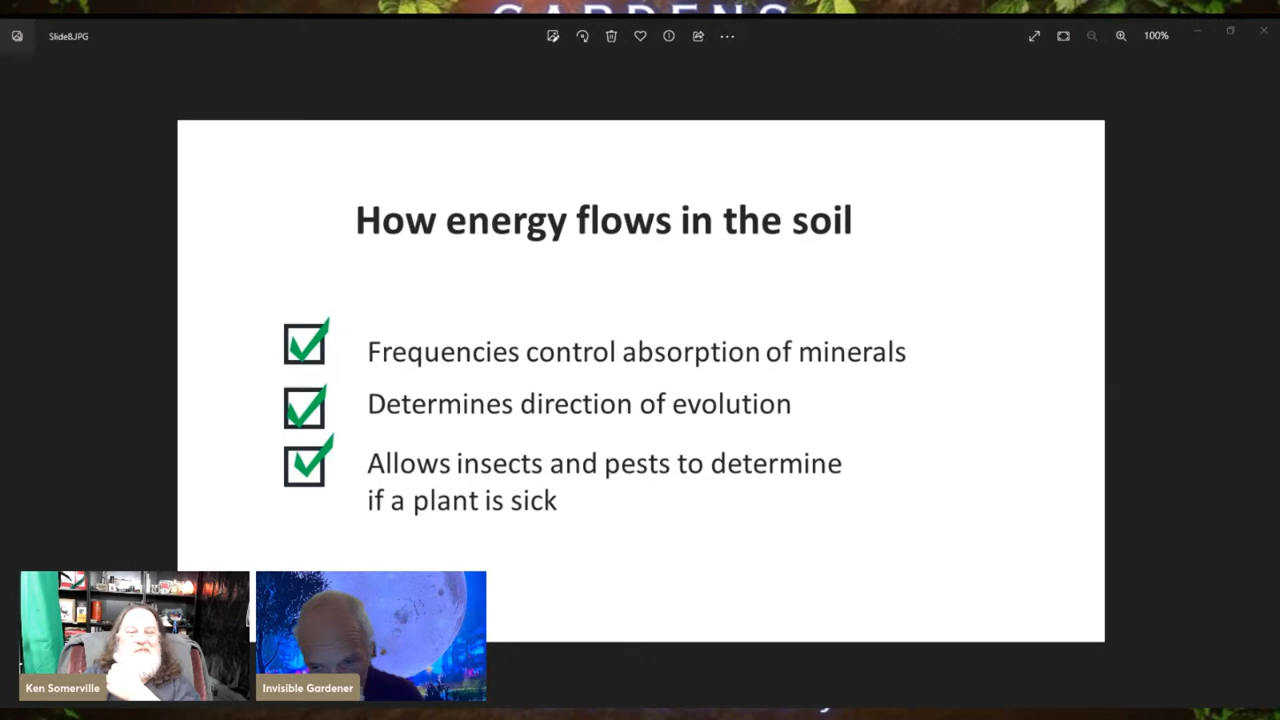 GARDENS
Slide8.JPG
100%
How energy flows in the soil
Frequencies control absorption of minerals
Determines direction of evolution
Allows insects and pests to determine
if a plant is sick
Ken Somerville
Invisible Gardener